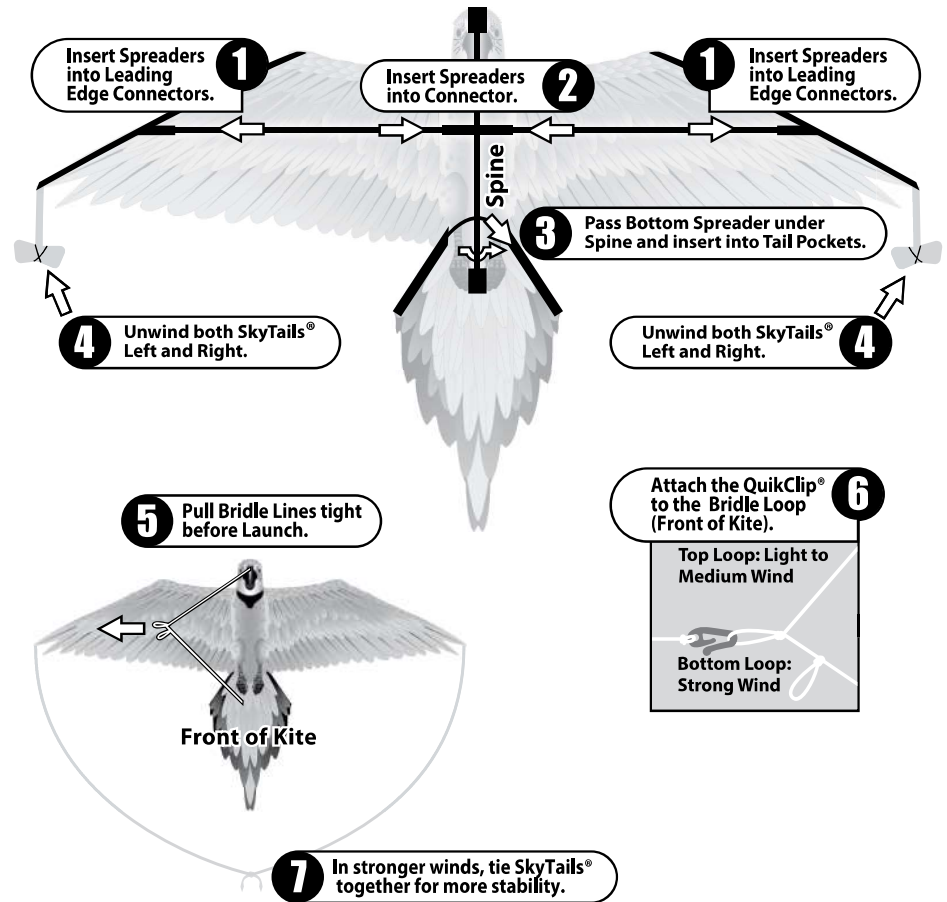 1
Insert Spreaders
into Leading
Edge Connectors.
2
Insert Spreaders
into Connector.
1
Insert Spreaders
into Leading
Edge Connectors.
Spine
3
Pass Bottom Spreader under
Spine and insert into Tail Pockets.
4
Unwind both SkyTails®
Left and Right.
4
Unwind both SkyTails®
Left and Right.
5
Pull Bridle Lines tight
before Launch.
Front of Kite
6
Attach the QuikClip®
to the Bridle Loop
(Front of Kite).
Top Loop: Light to
Medium Wind
Bottom Loop:
Strong Wind
7
In stronger winds, tie SkyTails®
together for more stability.